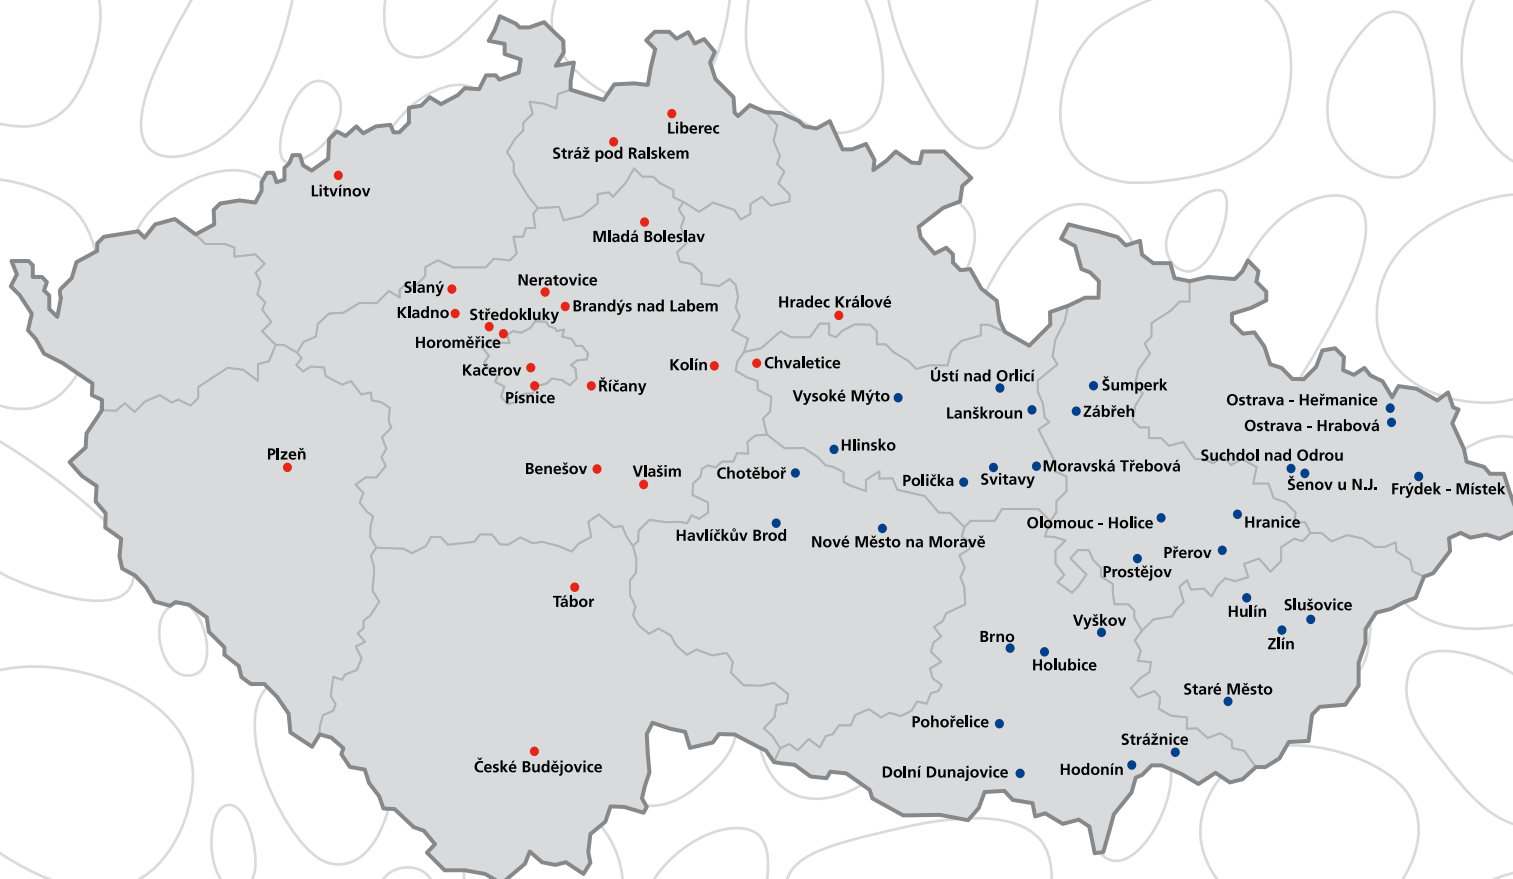 Liberec
Stráž pod Ralskem
Litvínov
Mladá Boleslav
Neratovice
Slaný
Brandýs nad Labem
Kladno
Středokluky
Hradec Králové
Horoměřice
Kolín
Chvaletice
Kačerov
Říčany
Písnice
Ústí nad Orlicí
Šumperk
Vysoké Mýto
Lanškroun
Zábřeh
Ostrava - Heřmanice
Ostrava - Hrabová
Hlinsko
Plzeň
Benešov
Vlašim
Chotěboř
Moravská Třebová
Suchdol nad Odrou
Polička
Svitavy
Šenov u N.J.
Frýdek - Místek
Havlíčkův Brod
Nové Město na Moravě
Olomouc - Holice
Hranice
Přerov
Prostějov
Tábor
Hulín
Slušovice
Vyškov
Brno
Zlín
Holubice
Staré Město
Pohořelice
Strážnice
České Budějovice
Dolní Dunajovice
Hodonín